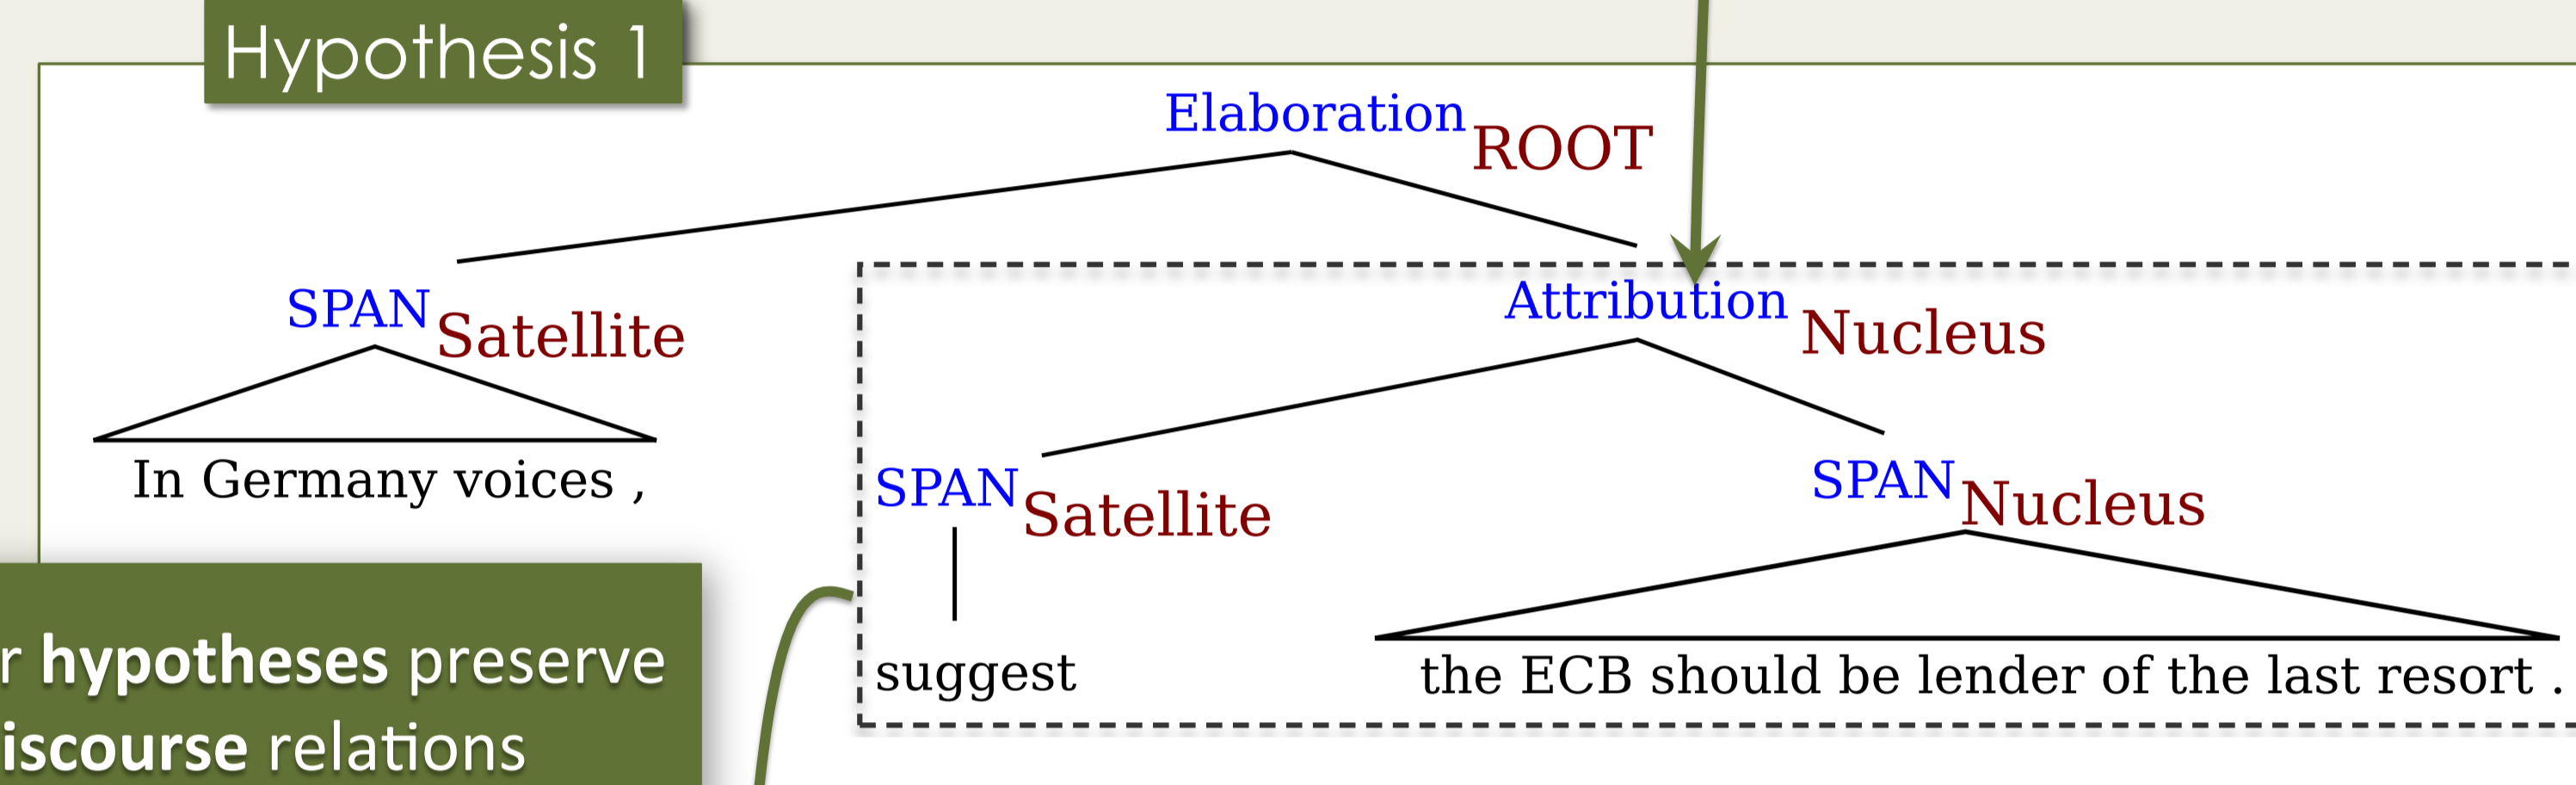 Hypothesis 1
Elaboration ROOT
SPAN Satellite
Attribution Nucleus
SPAN Satellite
SPAN Nucleus
In Germany voices ,
suggest
the ECB should be lender of the last resort .
r hypotheses preserve
iscourse relations